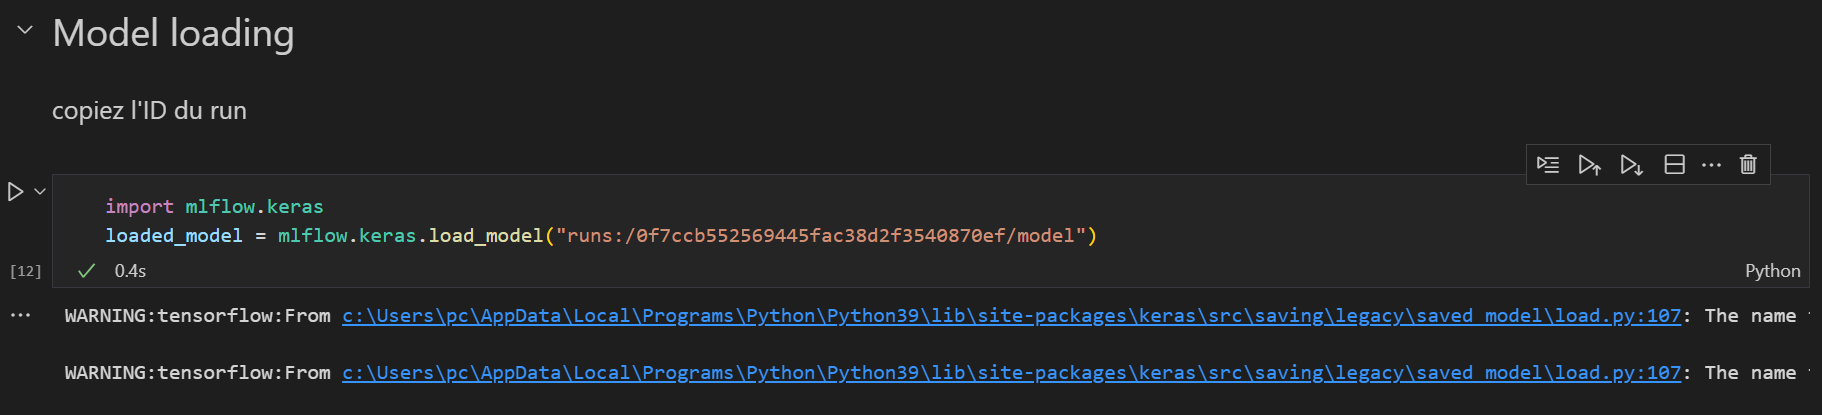 Model loading
copiez l'ID du run
import mlflow.keras
loaded_model = mlflow.keras.load_model("runs:/0f7ccb552569445fac38d2f3540870ef/model")
[12] 0.4s Python
WARNING:tensorflow:From c:\Users\pc\AppData\Local\Programs\Python\Python39\lib\site-packages\keras\src\saving\legacy\saved_model\load.py:107: The name
WARNING:tensorflow:From c:\Users\pc\AppData\Local\Programs\Python\Python39\lib\site-packages\keras\src\saving\legacy\saved_model\load.py:107: The name